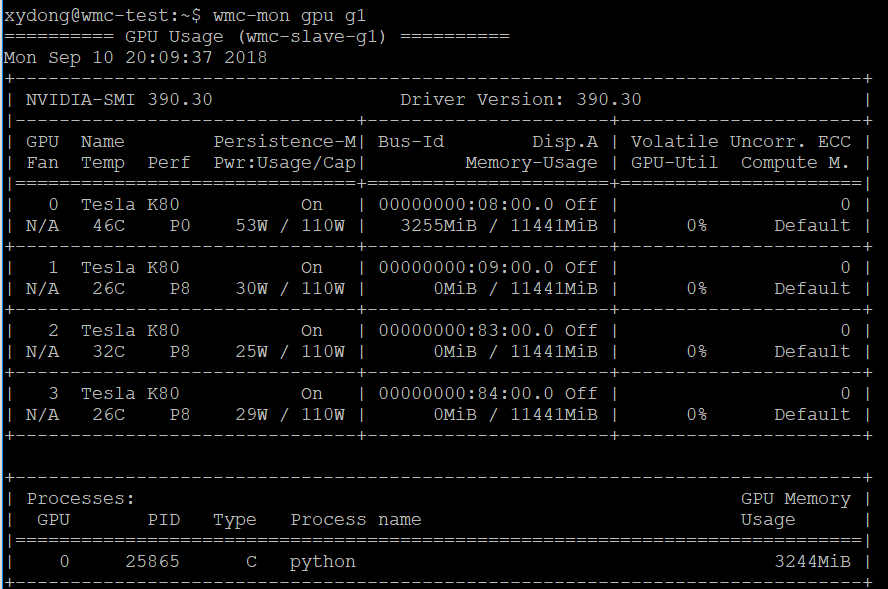 xydong@wmc-test:~$ wmc-mon gpu g1
========== GPU Usage (wmc-slave-g1) ==========
Mon Sep 10 20:09:37 2018
+-----------------------------------------------------------------------------+
| NVIDIA-SMI 390.30                 Driver Version: 390.30                    |
|-------------------------------+----------------------+----------------------+
| GPU  Name        Persistence-M| Bus-Id        Disp.A | Volatile Uncorr. ECC |
| Fan  Temp  Perf  Pwr:Usage/Cap|         Memory-Usage | GPU-Util  Compute M. |
|===============================+======================+======================|
|   0  Tesla K80           On   | 00000000:08:00.0 Off |                    0 |
| N/A   46C    P0    53W / 110W |   3255MiB / 11441MiB |      0%      Default |
+-------------------------------+----------------------+----------------------+
|   1  Tesla K80           On   | 00000000:09:00.0 Off |                    0 |
| N/A   26C    P8    30W / 110W |      0MiB / 11441MiB |      0%      Default |
+-------------------------------+----------------------+----------------------+
|   2  Tesla K80           On   | 00000000:83:00.0 Off |                    0 |
| N/A   32C    P8    25W / 110W |      0MiB / 11441MiB |      0%      Default |
+-------------------------------+----------------------+----------------------+
|   3  Tesla K80           On   | 00000000:84:00.0 Off |                    0 |
| N/A   26C    P8    29W / 110W |      0MiB / 11441MiB |      0%      Default |
+-------------------------------+----------------------+----------------------+
+-----------------------------------------------------------------------------+
| Processes:                                                       GPU Memory |
|  GPU       PID   Type   Process name                             Usage      |
|=============================================================================|
|    0     25865      C   python                                      3244MiB |
+-----------------------------------------------------------------------------+